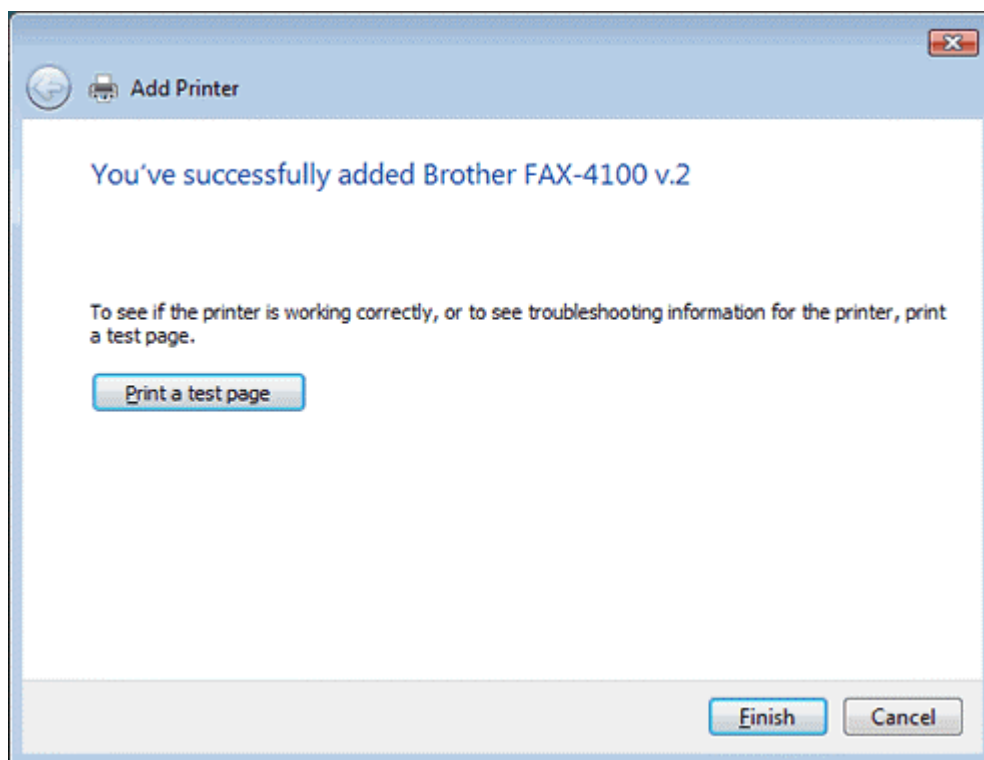 Add Printer
You've successfully added Brother FAX-4100 v.2
To see if the printer is working correctly, or to see troubleshooting information for the printer, print
a test page.
Print a test page
Finish Cancel